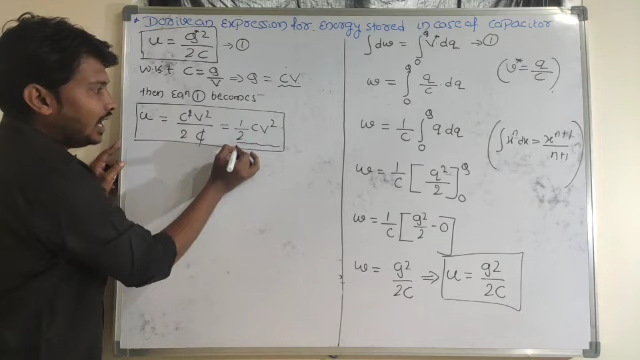 * Derive an Expression for Energy stored in case of capacitor
u = Q²/2C → ①
W.K.T C = Q/V ⇒ Q = CV
then Eqn ① becomes
u = C²V²/2C = 1/2 CV²
∫dw = ∫₀^Q V dq → ①
w = ∫₀^Q q/C dq
(V = q/C)
w = 1/C ∫₀^Q q dq
(∫xⁿdx = xⁿ⁺¹/n+1)
w = 1/C [q²/2]₀^Q
w = 1/C [Q²/2 - 0]
w = Q²/2C ⇒ u = Q²/2C